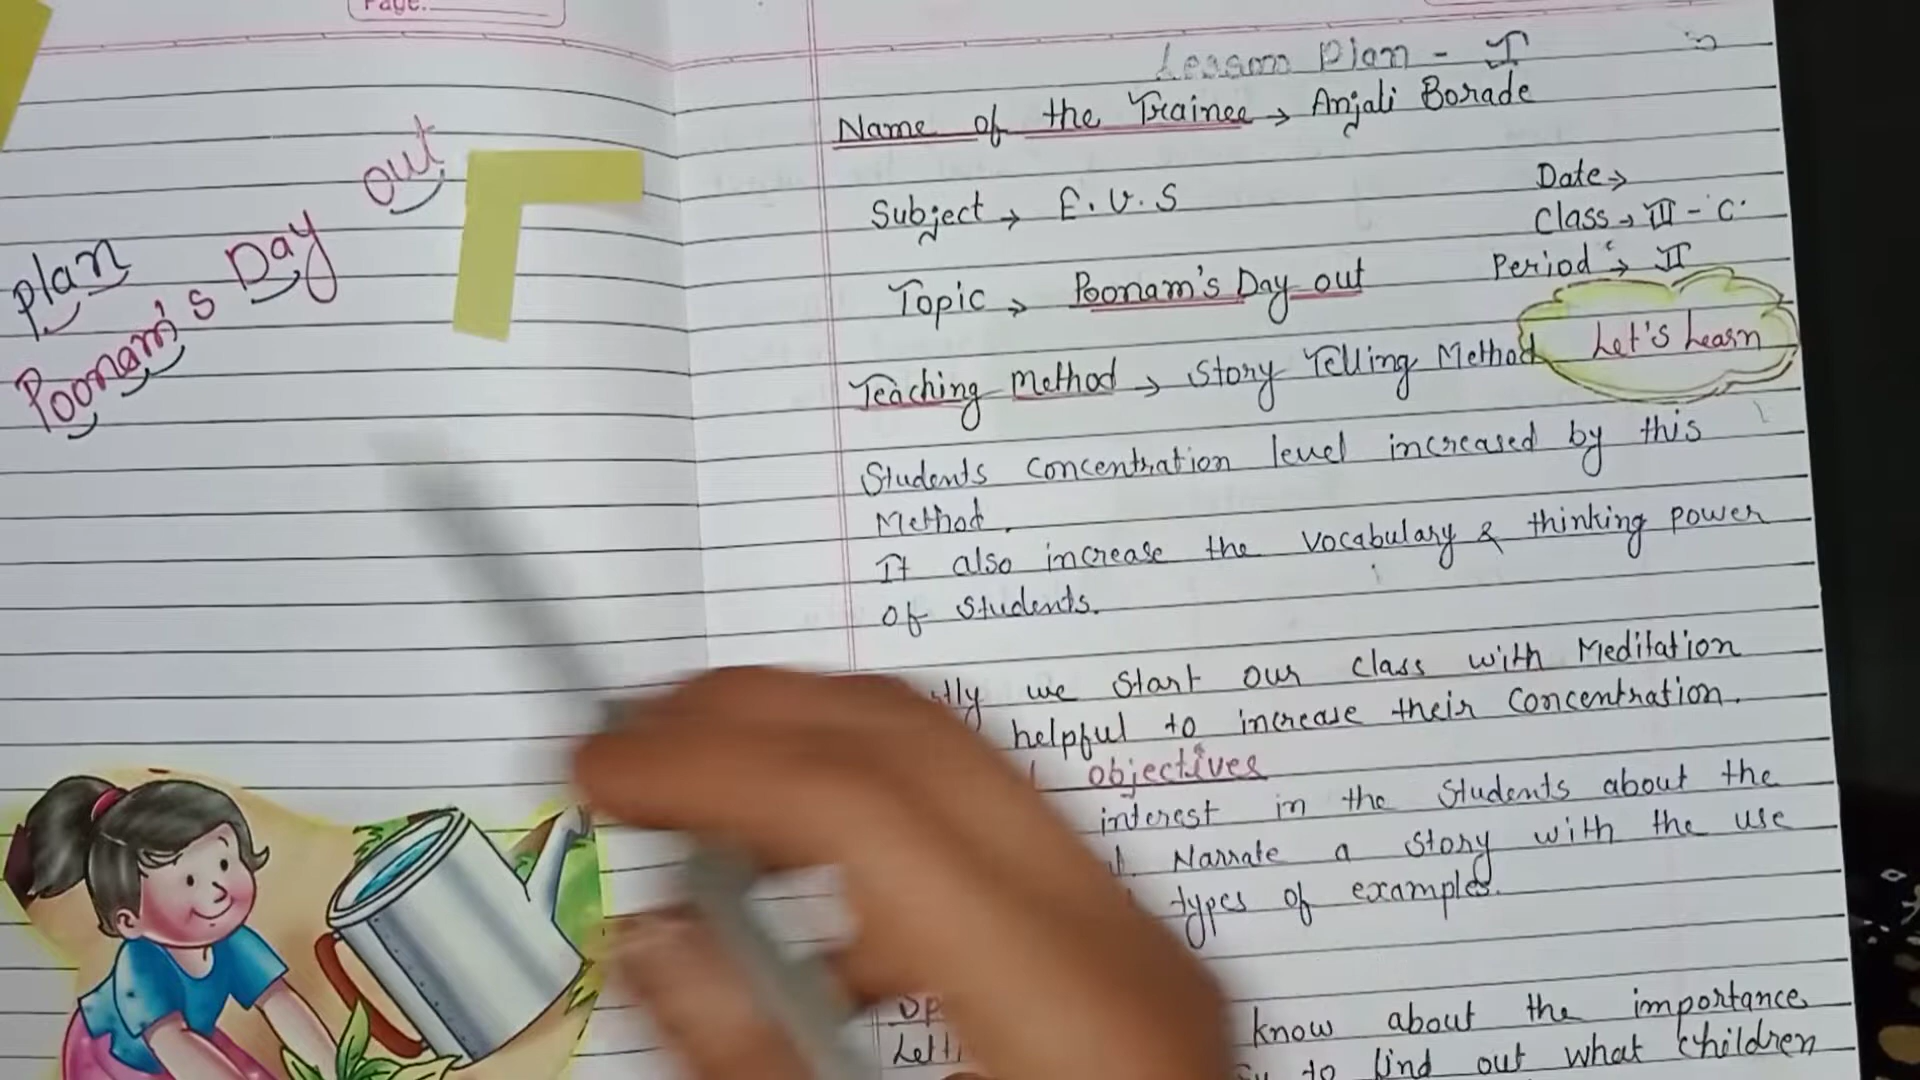 Page:
plan
Poonam's Day out
Lesson Plan - I
Name of the Trainee → Anjali Borade
Date →
Subject → E.V.S
Class → III - 'C'
Period → II
Topic → Poonam's Day out
Let's Learn
Teaching Method → Story Telling Method
Students concentration level increased by this
Method.
It also increase the vocabulary & thinking power
of Students.
we Start our class with Meditation
helpful to increase their concentration.
objectives
interest in the Students about the
Narrate a Story with the use
types of examples.
know about the importance
to find out what children